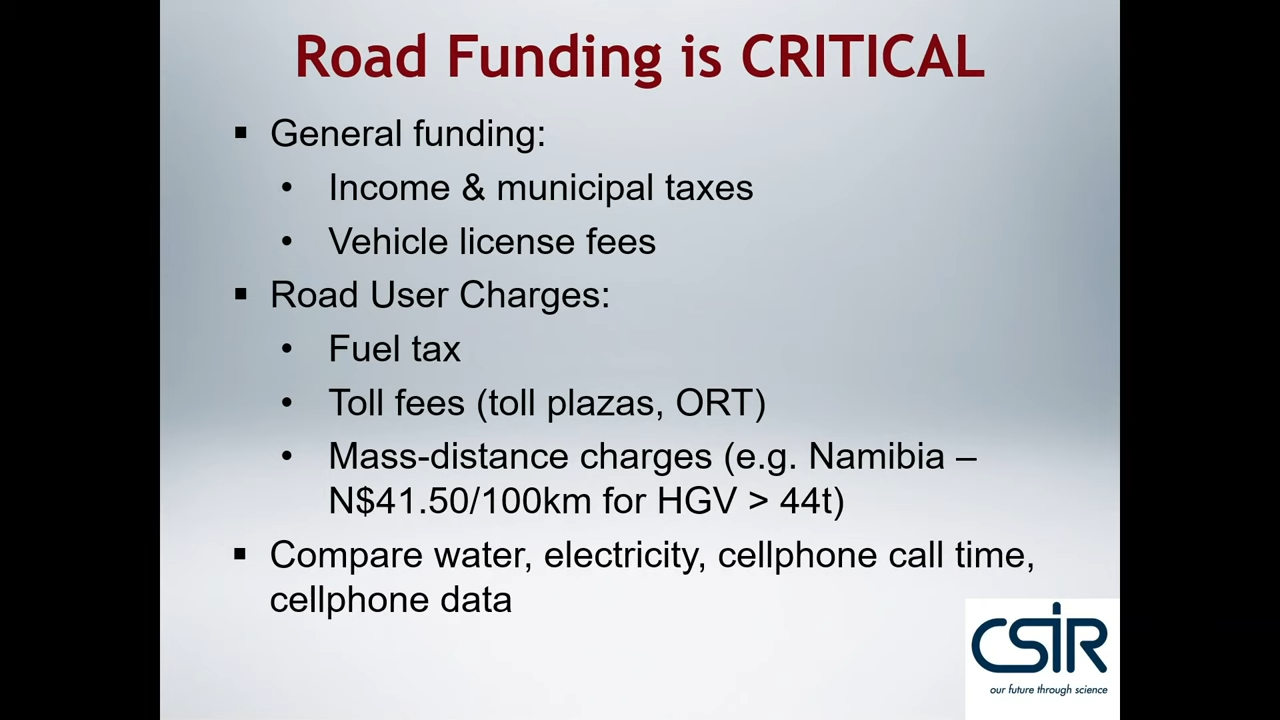 Road Funding is CRITICAL
▪ General funding:
• Income & municipal taxes
• Vehicle license fees
▪ Road User Charges:
• Fuel tax
• Toll fees (toll plazas, ORT)
• Mass-distance charges (e.g. Namibia –
N$41.50/100km for HGV > 44t)
▪ Compare water, electricity, cellphone call time,
cellphone data
CSIR
our future through science